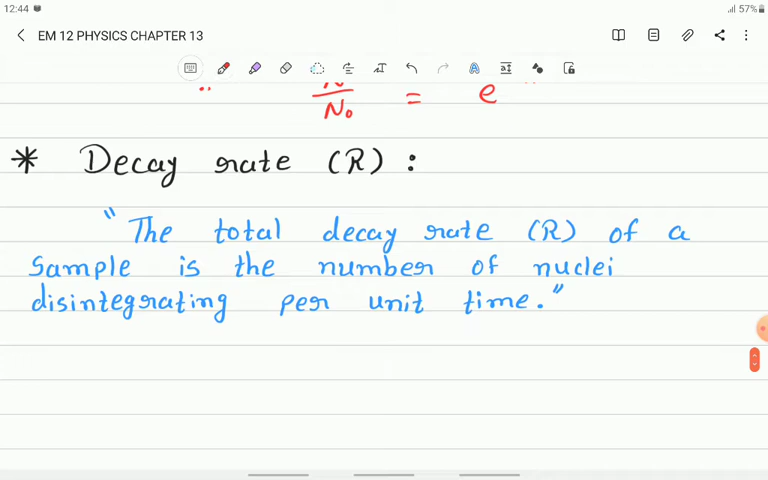 12:44
57%
EM 12 PHYSICS CHAPTER 13
N₀ = e
* Decay rate (R) :
"The total decay rate (R) of a
Sample is the number of nuclei
disintegrating per unit time."